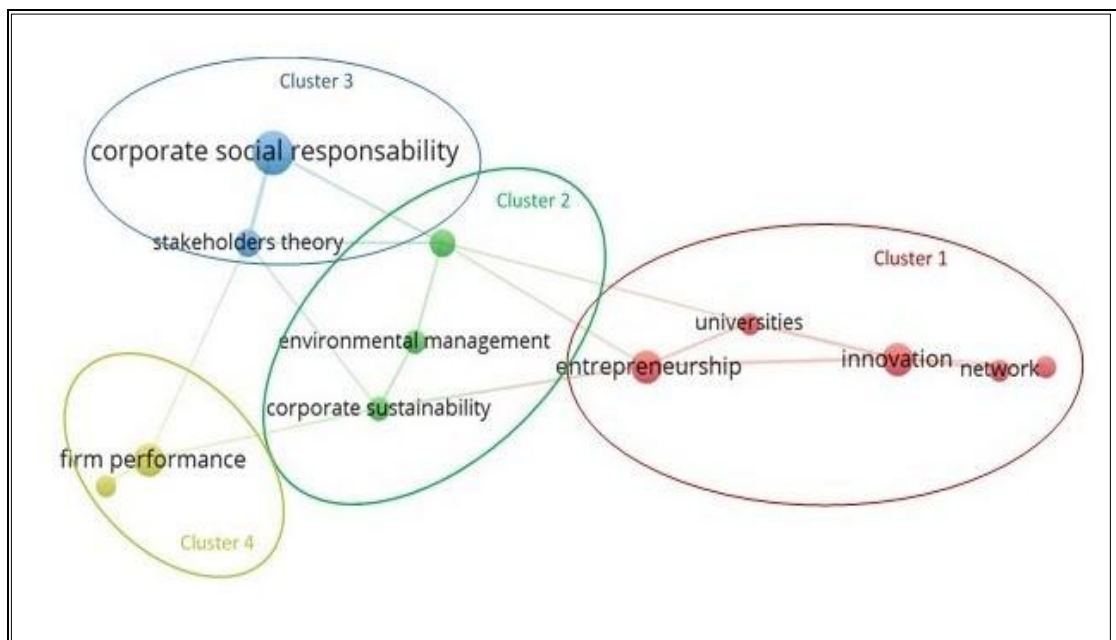 Cluster 3
corporate social responsability
Cluster 2
stakeholders theory
Cluster 1
universities
environmental management
entrepreneurship
innovation
network
corporate sustainability
firm performance
Cluster 4